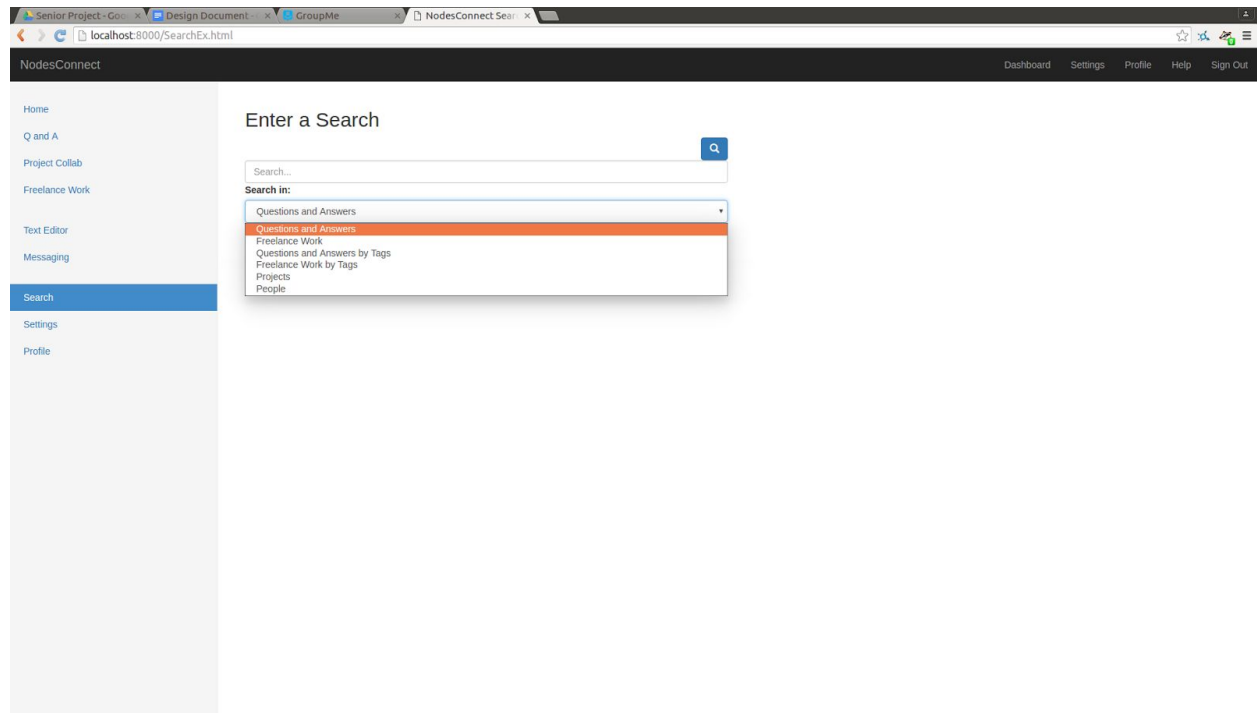 Senior Project - Goo
Design Document -
GroupMe
NodesConnect Sear
localhost:8000/SearchEx.html
NodesConnect
Dashboard Settings Profile Help Sign Out
Home
Q and A
Project Collab
Freelance Work
Text Editor
Messaging
Search
Settings
Profile
Enter a Search
Search...
Search in:
Questions and Answers
Questions and Answers
Freelance Work
Questions and Answers by Tags
Freelance Work by Tags
Projects
People